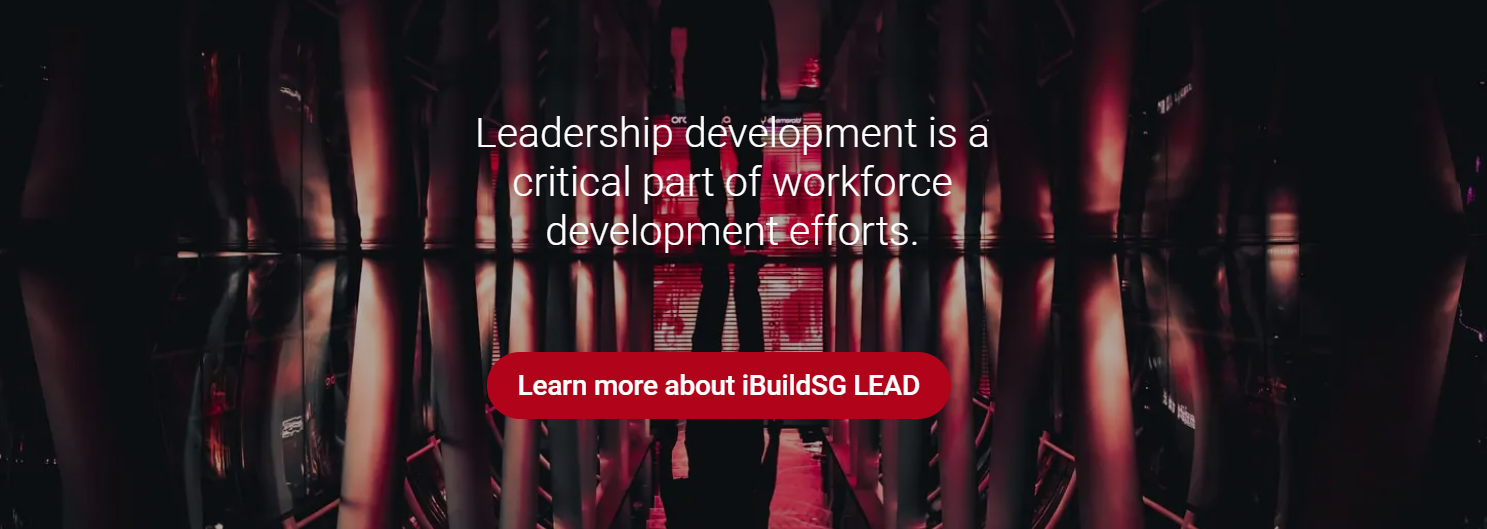 Leadership development is a
critical part of workforce
development efforts.
Learn more about iBuildSG LEAD